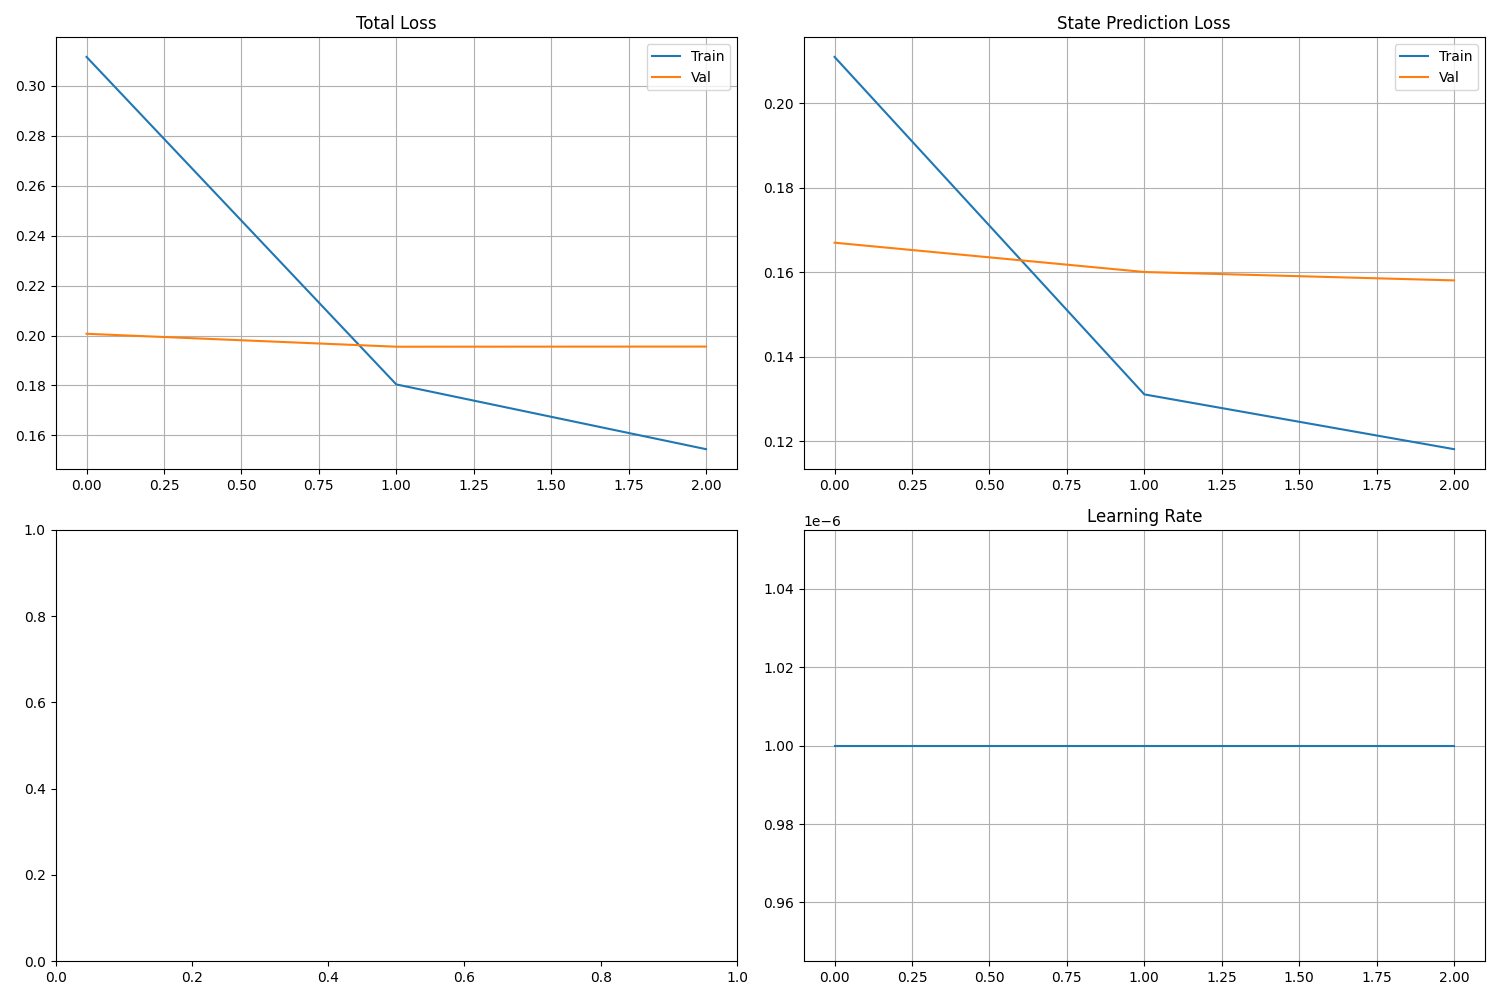 Total Loss
0.30
0.28
0.26
0.24
0.22
0.20
0.18
0.16
0.00 0.25 0.50 0.75 1.00 1.25 1.50 1.75 2.00
Train
Val
State Prediction Loss
0.20
0.18
0.16
0.14
0.12
0.00 0.25 0.50 0.75 1.00 1.25 1.50 1.75 2.00
Train
Val
1.0
0.8
0.6
0.4
0.2
0.0
0.0 0.2 0.4 0.6 0.8 1.0
Learning Rate
1e−6
1.04
1.02
1.00
0.98
0.96
0.00 0.25 0.50 0.75 1.00 1.25 1.50 1.75 2.00